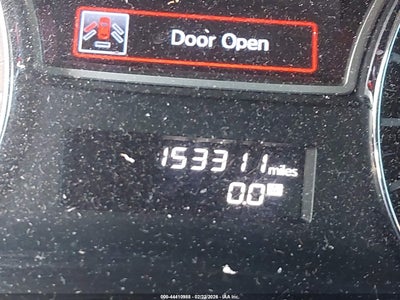 Door Open
153311 miles
0.0
000-44410988 - 02/22/2026 - IAA Inc.